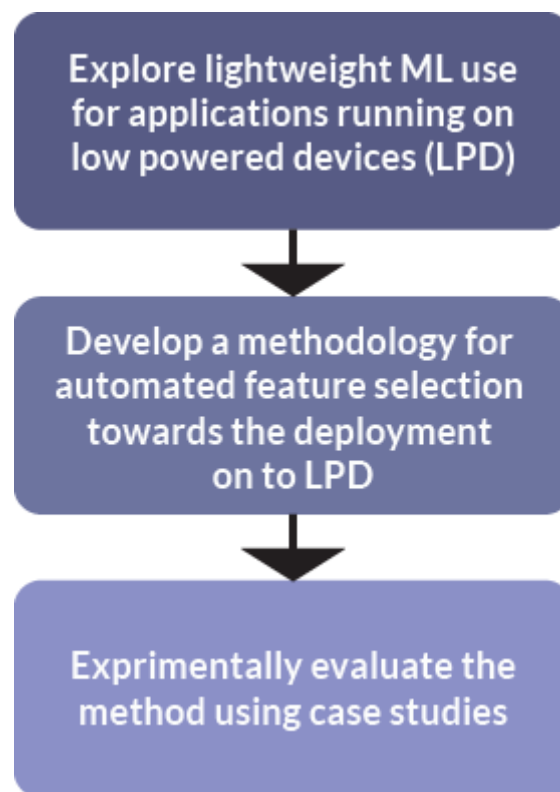 Explore lightweight ML use
for applications running on
low powered devices (LPD)
Develop a methodology for
automated feature selection
towards the deployment
on to LPD
Exprimentally evaluate the
method using case studies